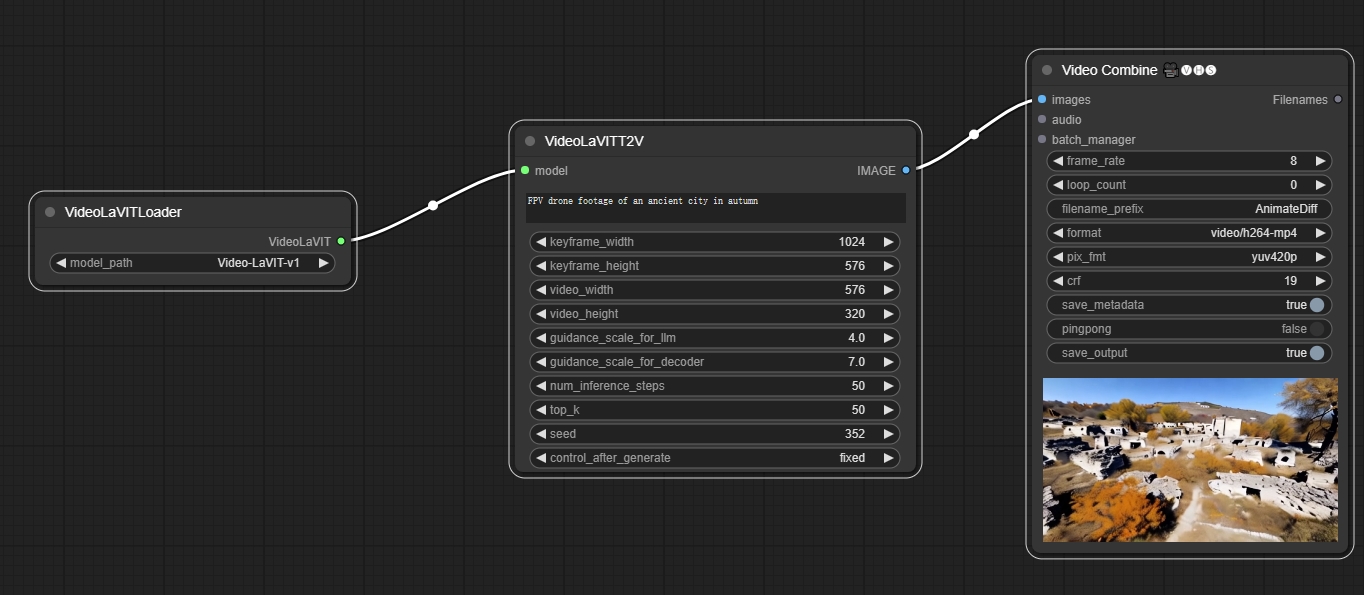 VideoLaVITLoader
VideoLaVIT
model_path Video-LaVIT-v1
VideoLaVITT2V
model IMAGE
FPV drone footage of an ancient city in autumn
keyframe_width 1024
keyframe_height 576
video_width 576
video_height 320
guidance_scale_for_llm 4.0
guidance_scale_for_decoder 7.0
num_inference_steps 50
top_k 50
seed 352
control_after_generate fixed
Video Combine 🎥🅥🅗🅢
images Filenames
audio
batch_manager
frame_rate 8
loop_count 0
filename_prefix AnimateDiff
format video/h264-mp4
pix_fmt yuv420p
crf 19
save_metadata true
pingpong false
save_output true